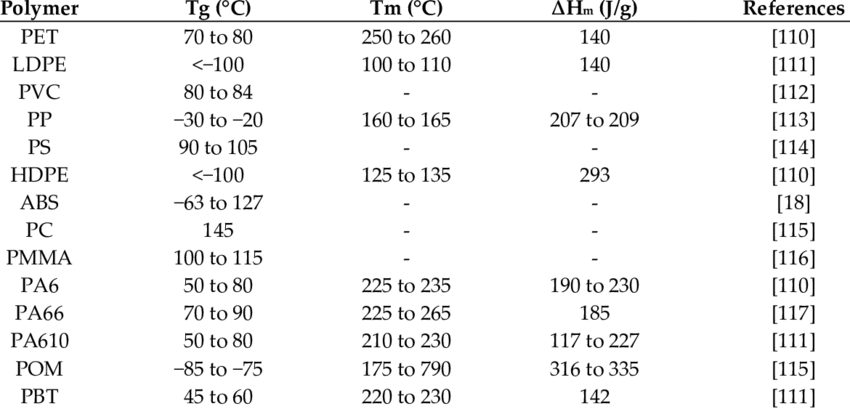 Polymer Tg (°C) Tm (°C) ΔHₘ (J/g) References
PET 70 to 80 250 to 260 140 [110]
LDPE <−100 100 to 110 140 [111]
PVC 80 to 84 - - [112]
PP −30 to −20 160 to 165 207 to 209 [113]
PS 90 to 105 - - [114]
HDPE <−100 125 to 135 293 [110]
ABS −63 to 127 - - [18]
PC 145 - - [115]
PMMA 100 to 115 - - [116]
PA6 50 to 80 225 to 235 190 to 230 [110]
PA66 70 to 90 225 to 265 185 [117]
PA610 50 to 80 210 to 230 117 to 227 [111]
POM −85 to −75 175 to 790 316 to 335 [115]
PBT 45 to 60 220 to 230 142 [111]